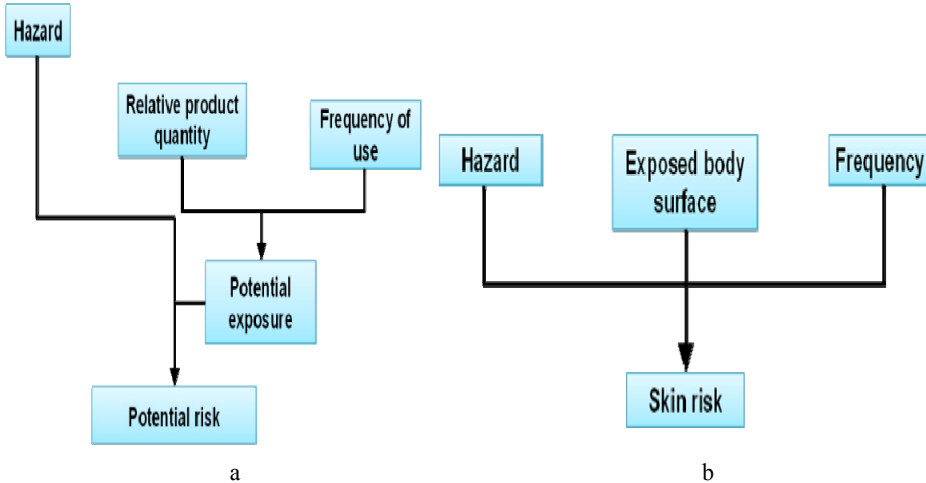 Hazard
Relative product
quantity
Frequency of
use
Potential
exposure
Potential risk
a
Hazard
Exposed body
surface
Frequency
Skin risk
b